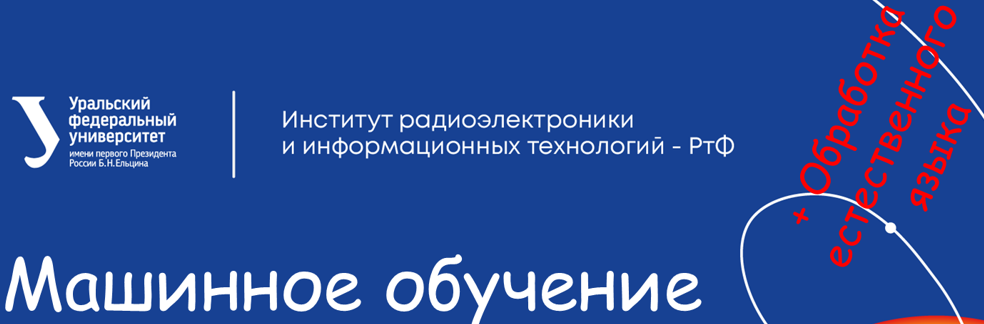 Уральский
федеральный
университет
имени первого Президента
России Б.Н.Ельцина
Институт радиоэлектроники
и информационных технологий - РтФ
+ Обработка
естественного
языка
Машинное обучение